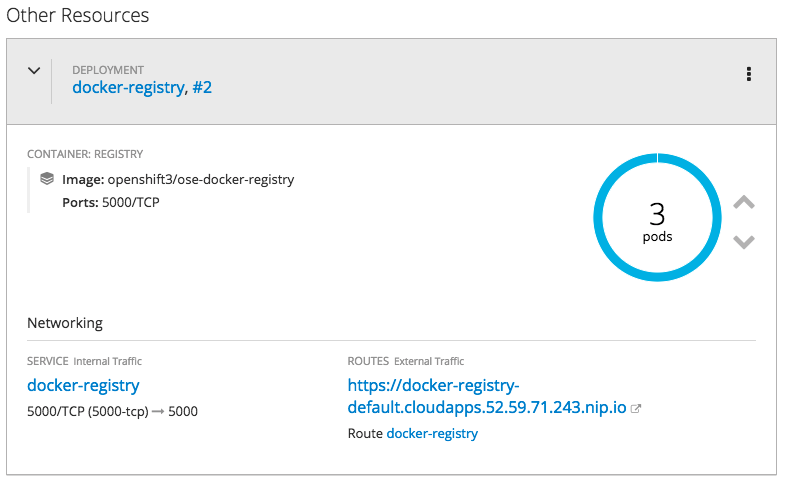 Other Resources
DEPLOYMENT
docker-registry, #2
CONTAINER: REGISTRY
Image: openshift3/ose-docker-registry
Ports: 5000/TCP
3
pods
Networking
SERVICE Internal Traffic
docker-registry
5000/TCP (5000-tcp) → 5000
ROUTES External Traffic
https://docker-registry-
default.cloudapps.52.59.71.243.nip.io
Route docker-registry